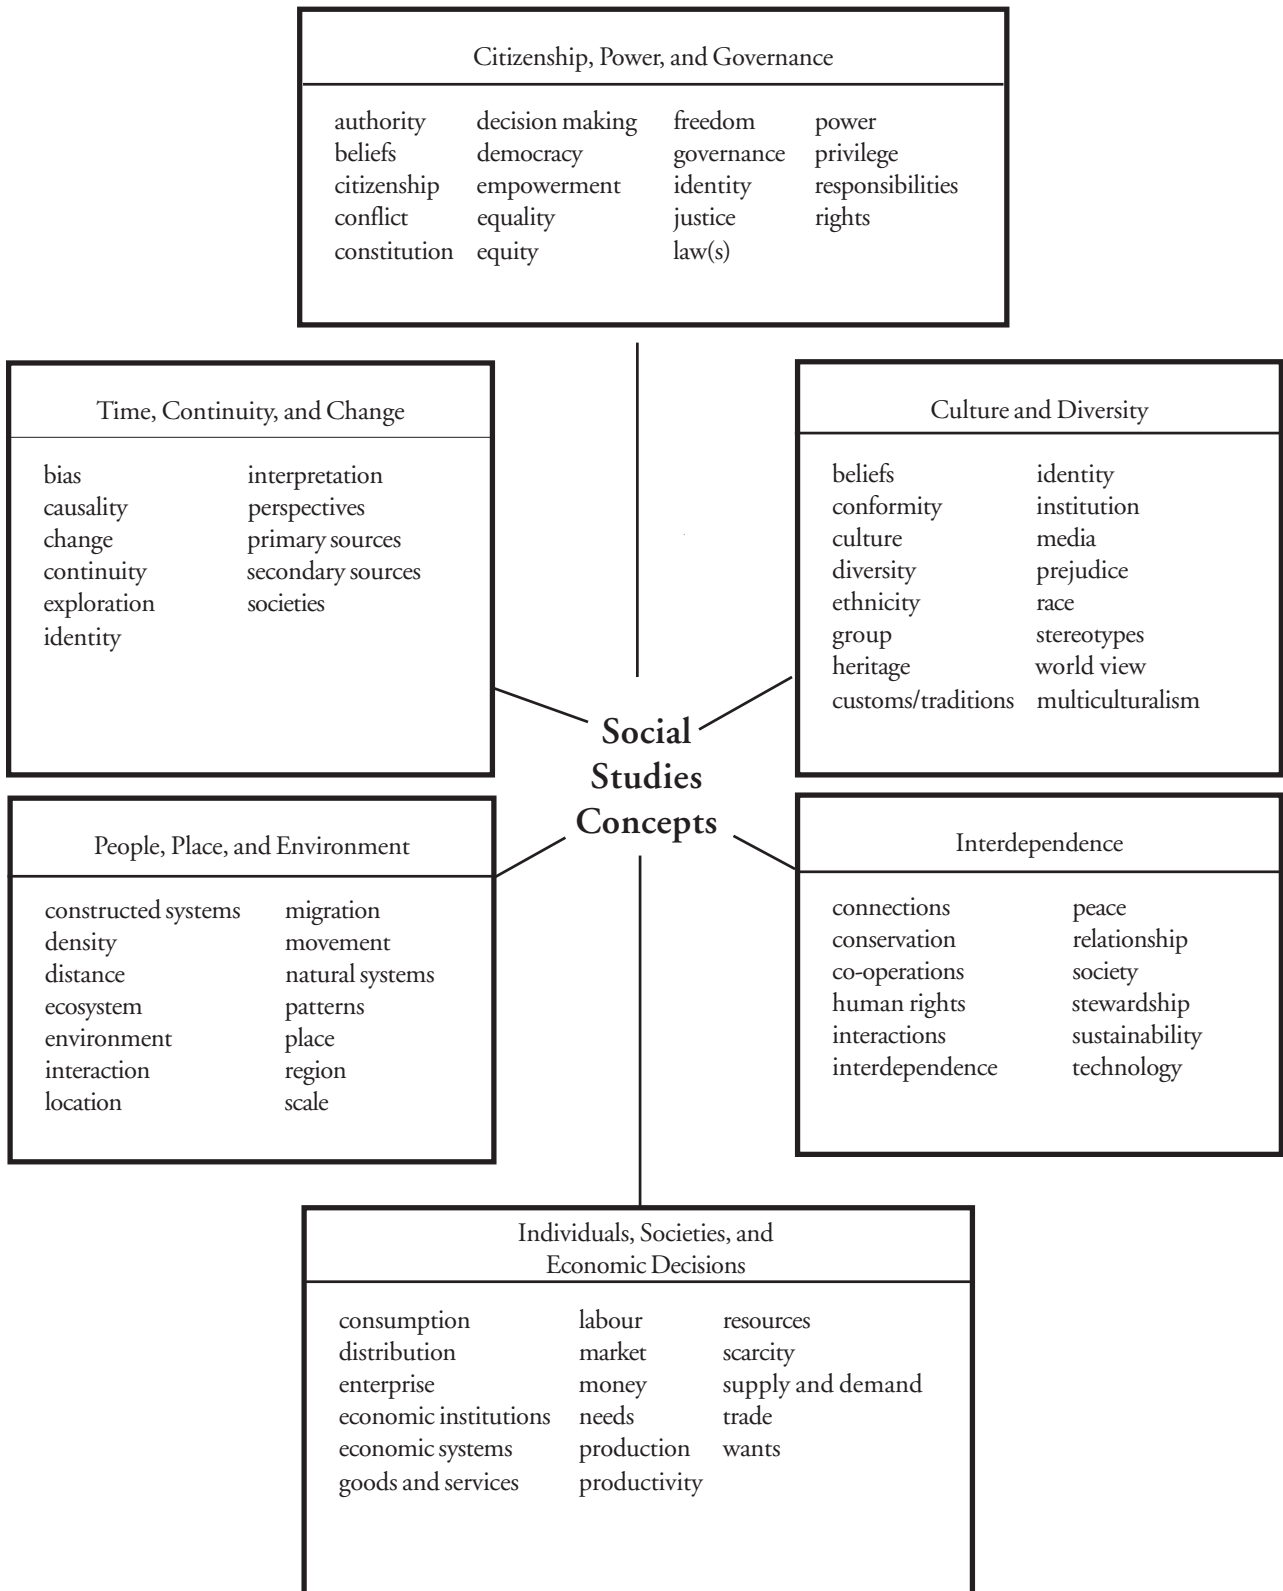 Citizenship, Power, and Governance
authority decision making freedom power
beliefs democracy governance privilege
citizenship empowerment identity responsibilities
conflict equality justice rights
constitution equity law(s)
Time, Continuity, and Change
bias interpretation
causality perspectives
change primary sources
continuity secondary sources
exploration societies
identity
Culture and Diversity
beliefs identity
conformity institution
culture media
diversity prejudice
ethnicity race
group stereotypes
heritage world view
customs/traditions multiculturalism
Social
Studies
Concepts
People, Place, and Environment
constructed systems migration
density movement
distance natural systems
ecosystem patterns
environment place
interaction region
location scale
Interdependence
connections peace
conservation relationship
co-operations society
human rights stewardship
interactions sustainability
interdependence technology
Individuals, Societies, and
Economic Decisions
consumption labour resources
distribution market scarcity
enterprise money supply and demand
economic institutions needs trade
economic systems production wants
goods and services productivity